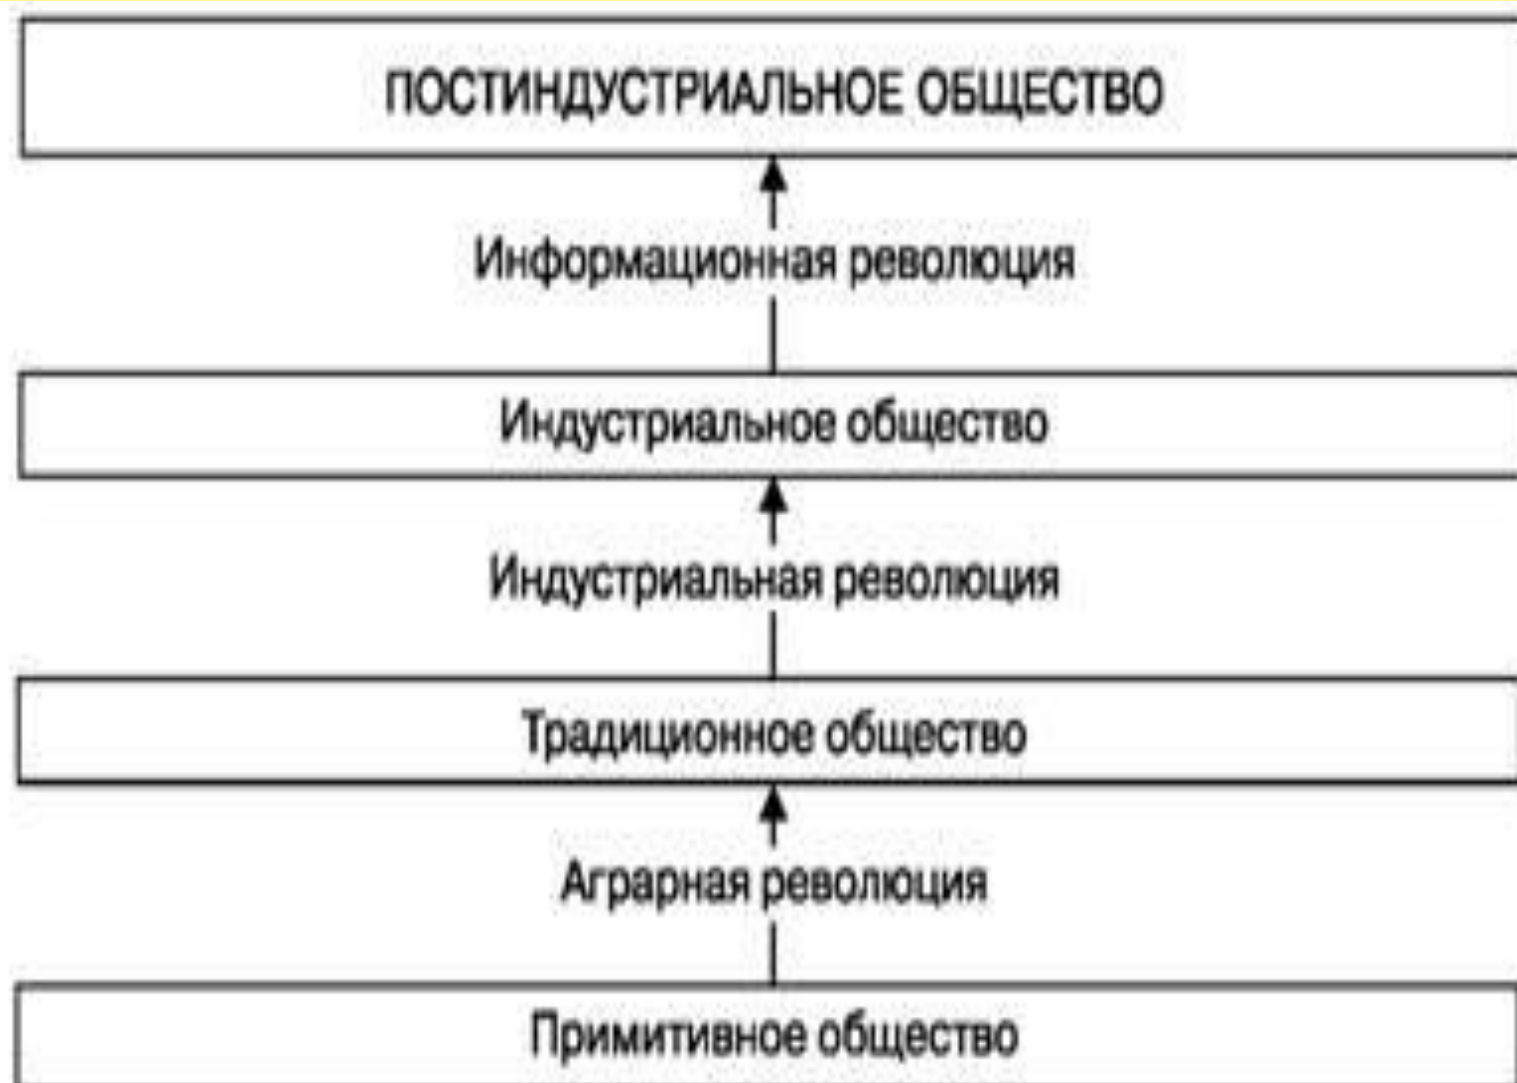 ПОСТИНДУСТРИАЛЬНОЕ ОБЩЕСТВО
Информационная революция
Индустриальное общество
Индустриальная революция
Традиционное общество
Аграрная революция
Примитивное общество